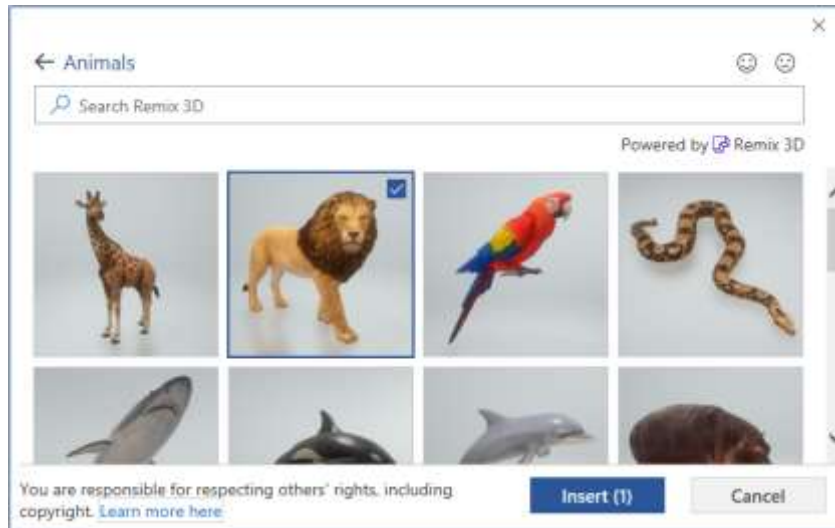 Animals
Search Remix 3D
Powered by Remix 3D
You are responsible for respecting others' rights, including
copyright. Learn more here
Insert (1)
Cancel